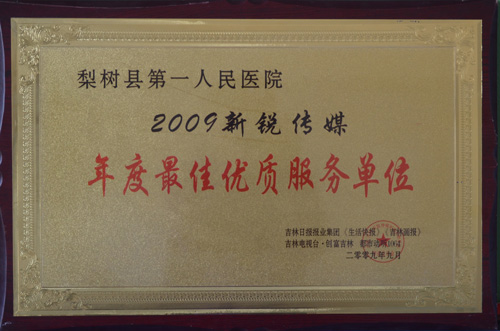 梨树县第一人民医院
2009新锐传媒
年度最佳优质服务单位
吉林日报报业集团《生活快报》《吉林画报》
吉林电视台·创富吉林
二零零九年九月